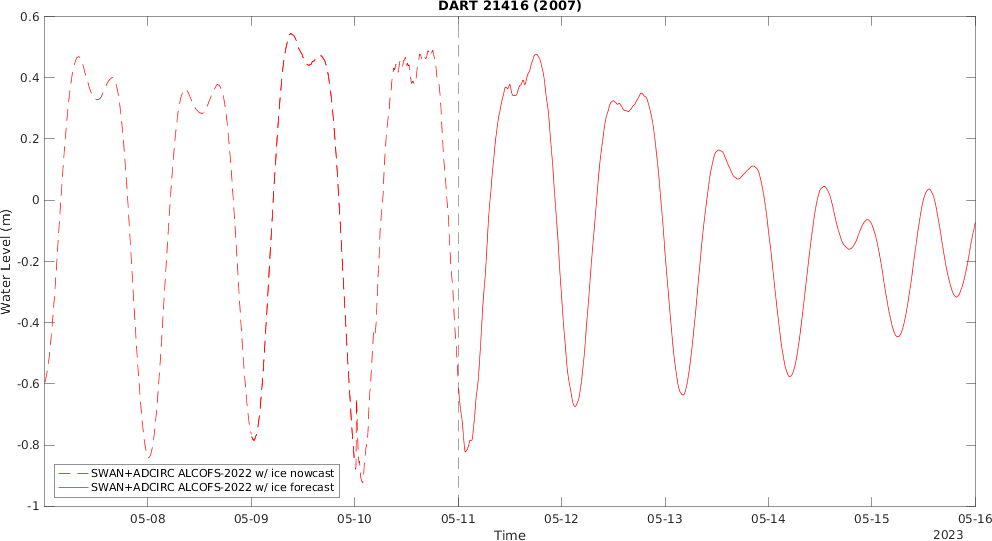 DART 21416 (2007)
0.6
0.4
0.2
0
-0.2
-0.4
-0.6
-0.8
-1
Water Level (m)
SWAN+ADCIRC ALCOFS-2022 w/ ice nowcast
SWAN+ADCIRC ALCOFS-2022 w/ ice forecast
05-08 05-09 05-10 05-11 05-12 05-13 05-14 05-15 05-16
Time
2023